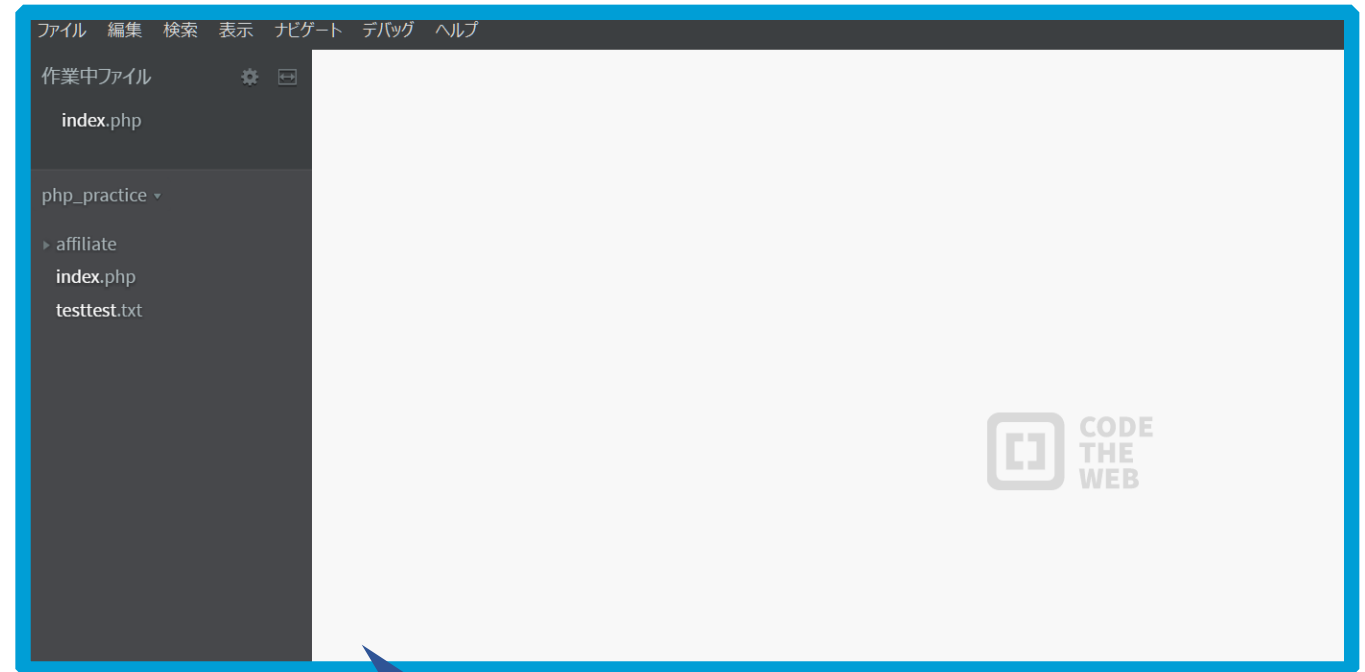 ファイル 編集 検索 表示 ナビゲート デバッグ ヘルプ
作業中ファイル
index.php
php_practice
affiliate
index.php
testtest.txt
CODE
THE
WEB